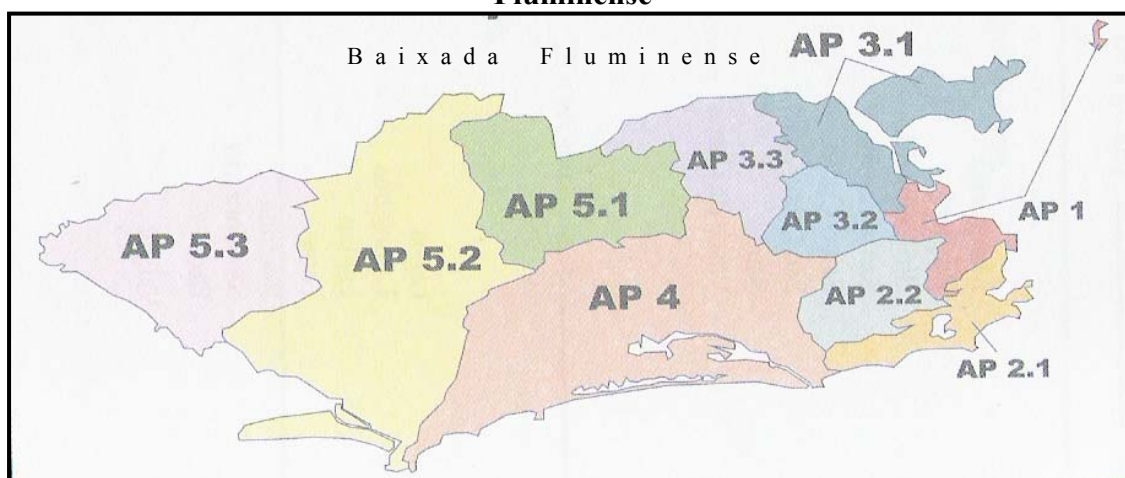 Fluminense
Baixada Fluminense
AP 3.1
AP 3.3
AP 5.1
AP 3.2
AP 1
AP 5.3
AP 5.2
AP 4
AP 2.2
AP 2.1